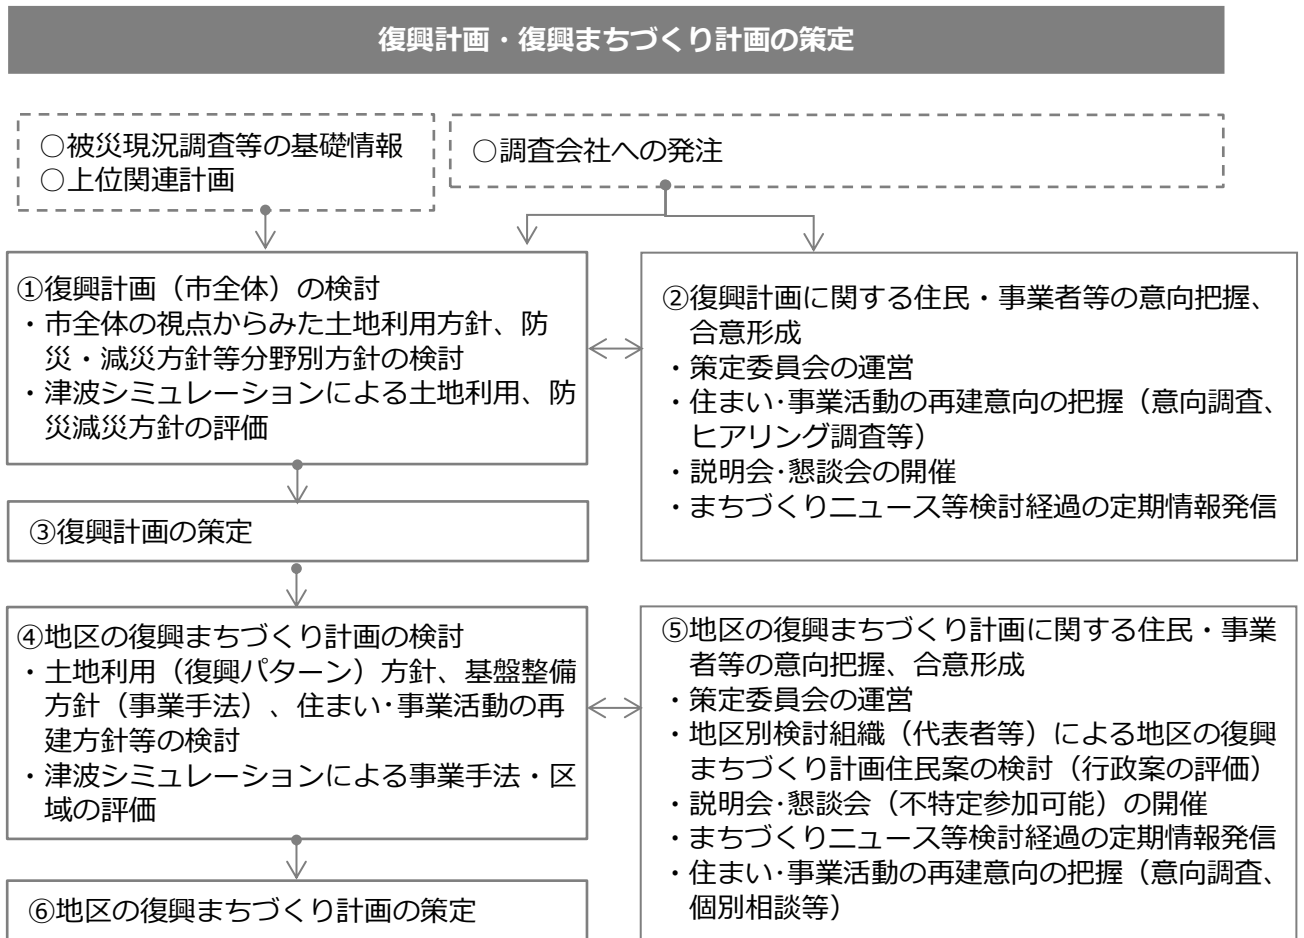 復興計画・復興まちづくり計画の策定
○被災現況調査等の基礎情報
○上位関連計画
○調査会社への発注
①復興計画（市全体）の検討
・市全体の視点からみた土地利用方針、防
災・減災方針等分野別方針の検討
・津波シミュレーションによる土地利用、防
災減災方針の評価
②復興計画に関する住民・事業者等の意向把握、
合意形成
・策定委員会の運営
・住まい･事業活動の再建意向の把握（意向調査、
ヒアリング調査等）
・説明会･懇談会の開催
・まちづくりニュース等検討経過の定期情報発信
③復興計画の策定
④地区の復興まちづくり計画の検討
・土地利用（復興パターン）方針、基盤整備
方針（事業手法）、住まい･事業活動の再
建方針等の検討
・津波シミュレーションによる事業手法・区
域の評価
⑤地区の復興まちづくり計画に関する住民・事業
者等の意向把握、合意形成
・策定委員会の運営
・地区別検討組織（代表者等）による地区の復興
まちづくり計画住民案の検討（行政案の評価）
・説明会･懇談会（不特定参加可能）の開催
・まちづくりニュース等検討経過の定期情報発信
・住まい･事業活動の再建意向の把握（意向調査、
個別相談等）
⑥地区の復興まちづくり計画の策定